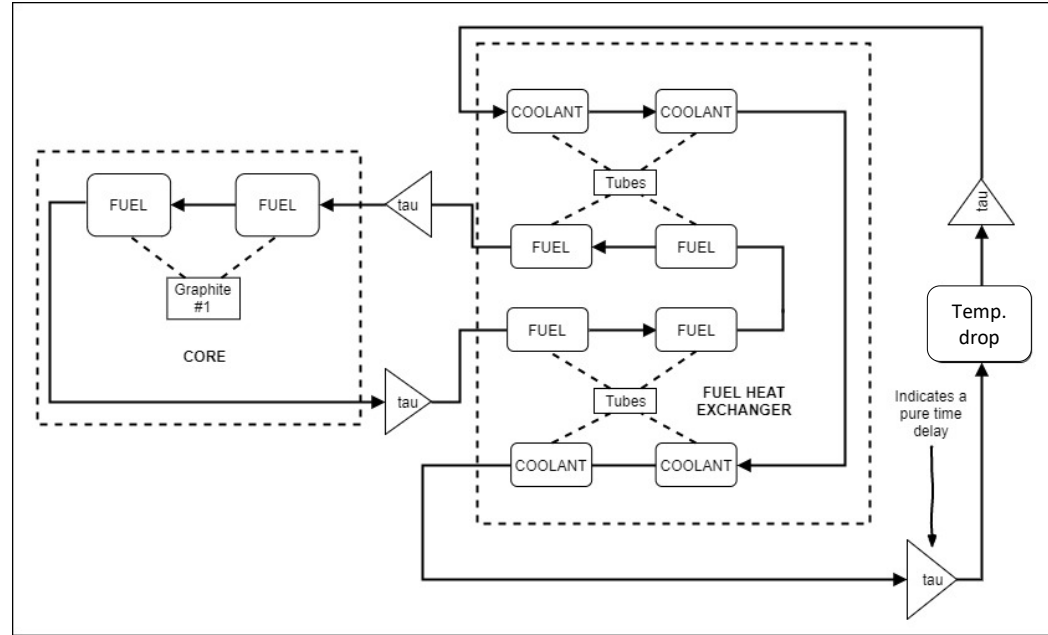 COOLANT
COOLANT
Tubes
FUEL
FUEL
tau
tau
FUEL
FUEL
Graphite
#1
CORE
Temp.
drop
FUEL
FUEL
tau
Tubes
FUEL HEAT
EXCHANGER
Indicates a
pure time
delay
COOLANT
COOLANT
tau